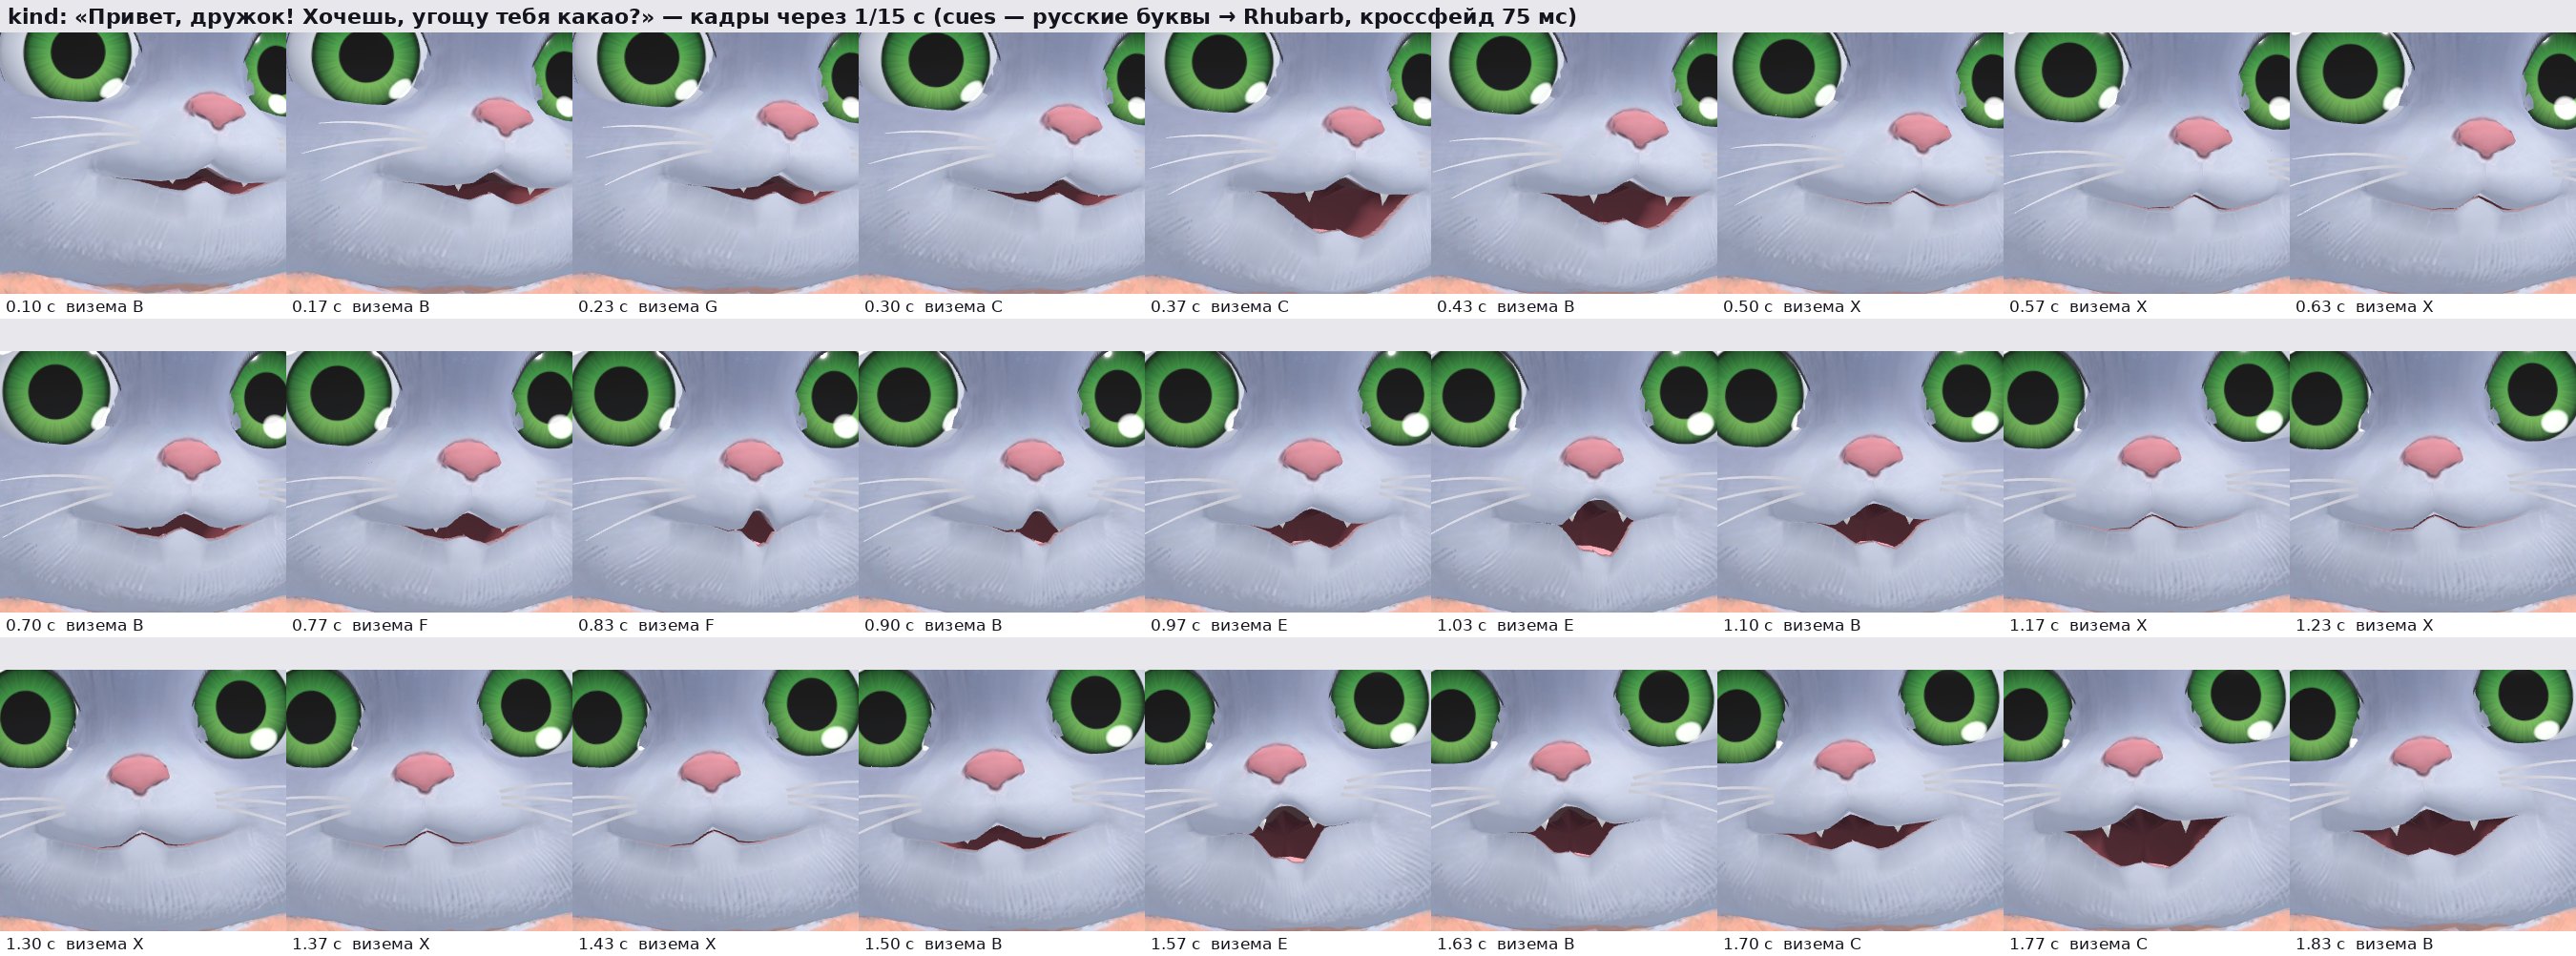 kind: «Привет, дружок! Хочешь, угощу тебя какао?» — кадры через 1/15 с (cues — русские буквы → Rhubarb, кроссфейд 75 мс)
0.10 с визема B
0.17 с визема B
0.23 с визема G
0.30 с визема C
0.37 с визема C
0.43 с визема B
0.50 с визема X
0.57 с визема X
0.63 с визема X
0.70 с визема B
0.77 с визема F
0.83 с визема F
0.90 с визема B
0.97 с визема E
1.03 с визема E
1.10 с визема B
1.17 с визема X
1.23 с визема X
1.30 с визема X
1.37 с визема X
1.43 с визема X
1.50 с визема B
1.57 с визема E
1.63 с визема B
1.70 с визема C
1.77 с визема C
1.83 с визема B